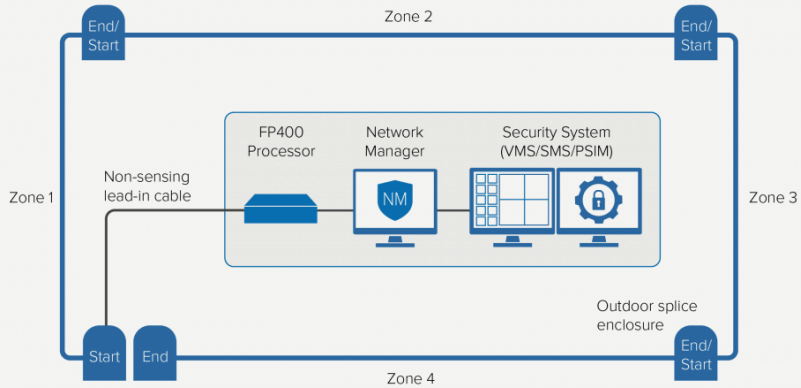 Zone 2
End/
Start
End/
Start
FP400
Processor
Network
Manager
Security System
(VMS/SMS/PSIM)
Non-sensing
lead-in cable
Zone 1
NM
Zone 3
Outdoor splice
enclosure
Start
End
End/
Start
Zone 4